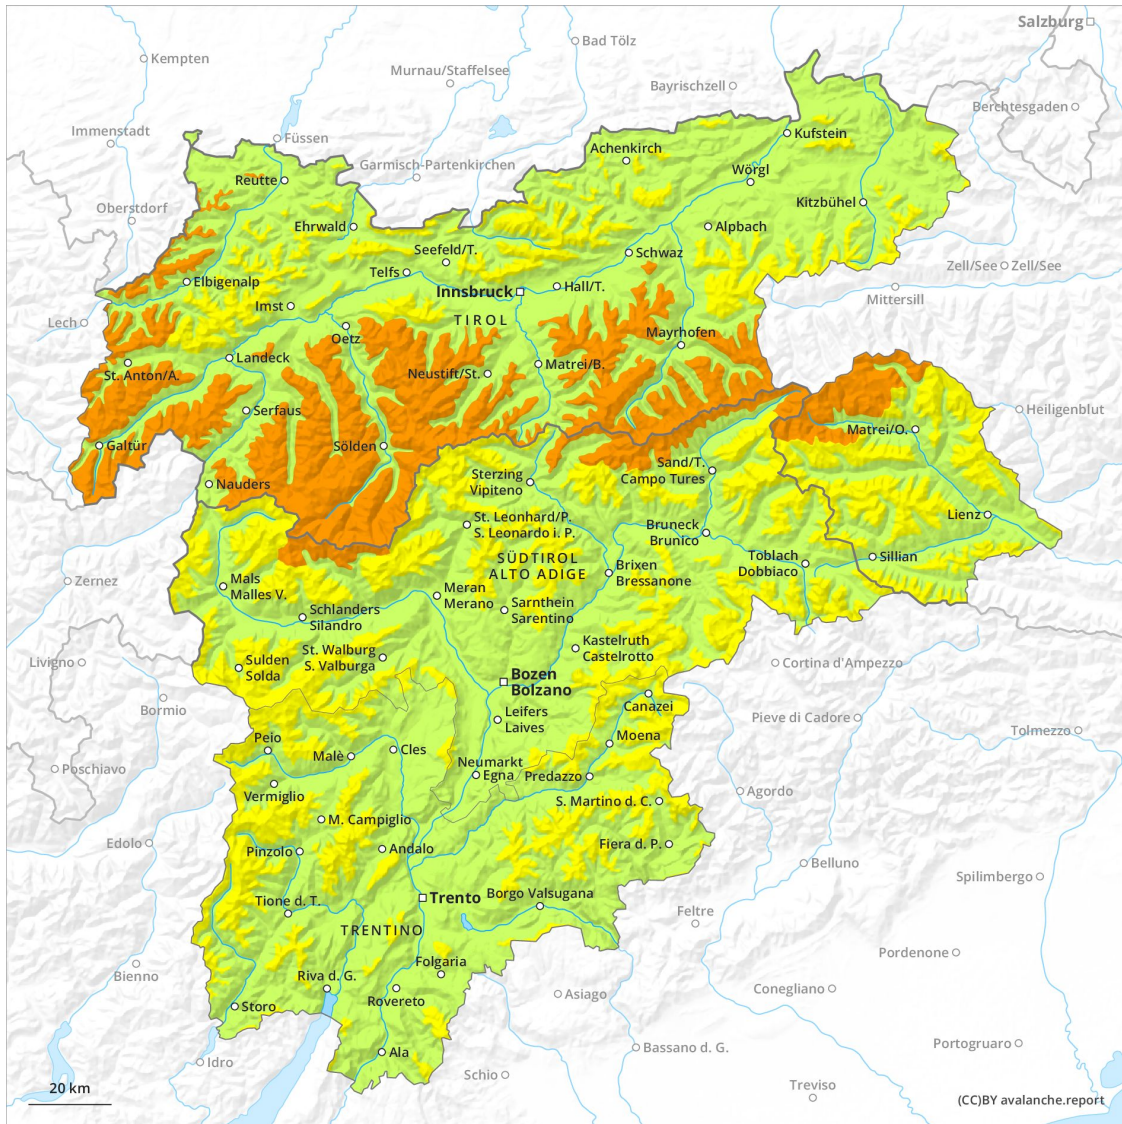 Salzburg
Bad Tölz
Kempten
Murnau/Staffelsee
Bayrischzell
Berchtesgaden
Immenstadt
Füssen
Kufstein
Achenkirch
Garmisch-Partenkirchen
Wörgl
Reutte
Oberstdorf
Kitzbühel
Ehrwald
Alpbach
Seefeld/T.
Schwaz
Telfs
Zell/See
Zell/See
Elbigenalp
Innsbruck
Hall/T.
Mittersill
Imst
Lech
TIROL
Oetz
Mayrhofen
Landeck
St. Anton/A.
Neustift/St.
Matrei/B.
Serfaus
Heiligenblut
Galtür
Sölden
Matrei/O.
Nauders
Sterzing
Vipiteno
Sand/T.
Campo Tures
St. Leonhard/P.
S. Leonardo i. P.
Lienz
Bruneck
Brunico
SÜDTIROL
ALTO ADIGE
Toblach
Dobbiaco
Sillian
Brixen
Bressanone
Zernez
Mals
Malles V.
Meran
Merano
Sarnthein
Sarentino
Schlanders
Silandro
Kastelruth
Castelrotto
St. Walburg
S. Valburga
Livigno
Sulden
Solda
Cortina d'Ampezzo
Bozen
Bolzano
Bormio
Canazei
Leifers
Laives
Pieve di Cadore
Tolmezzo
Peio
Moena
Malè
Cles
Poschiavo
Neumarkt
Egna
Predazzo
Vermiglio
Agordo
S. Martino d. C.
M. Campiglio
Edolo
Pinzolo
Andalo
Fiera d. P.
Belluno
Spilimbergo
Tione d. T.
Trento
Borgo Valsugana
Feltre
TRENTINO
Pordenone
Folgaria
Bienno
Riva d. G.
Conegliano
Asiago
Storo
Rovereto
Portogruaro
Bassano d. G.
Ala
Idro
Schio
Treviso
20 km
(CC)BY avalanche.report